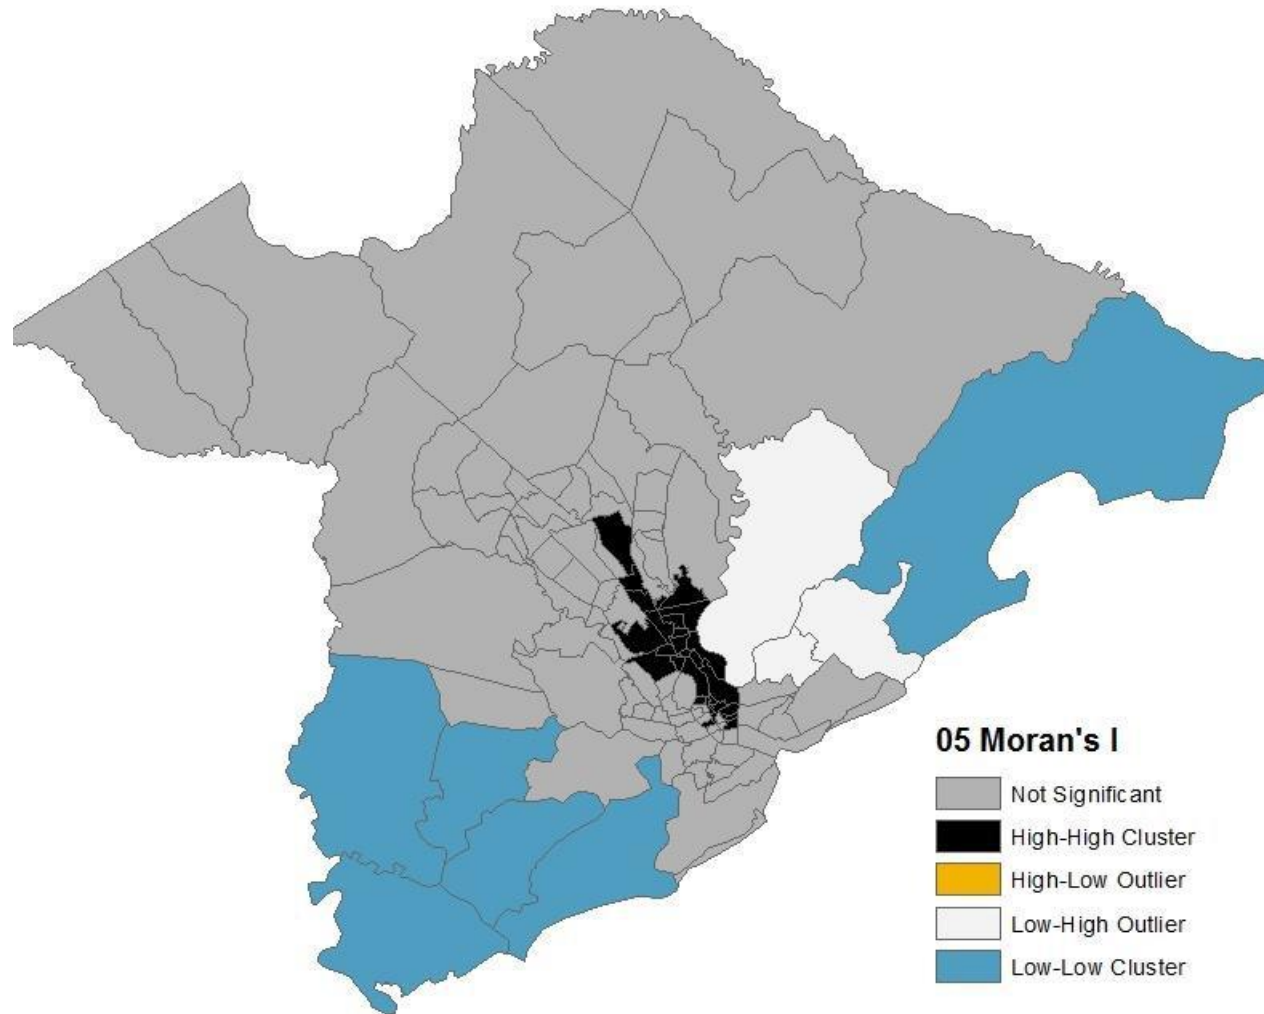 05 Moran's I
Not Significant
High-High Cluster
High-Low Outlier
Low-High Outlier
Low-Low Cluster